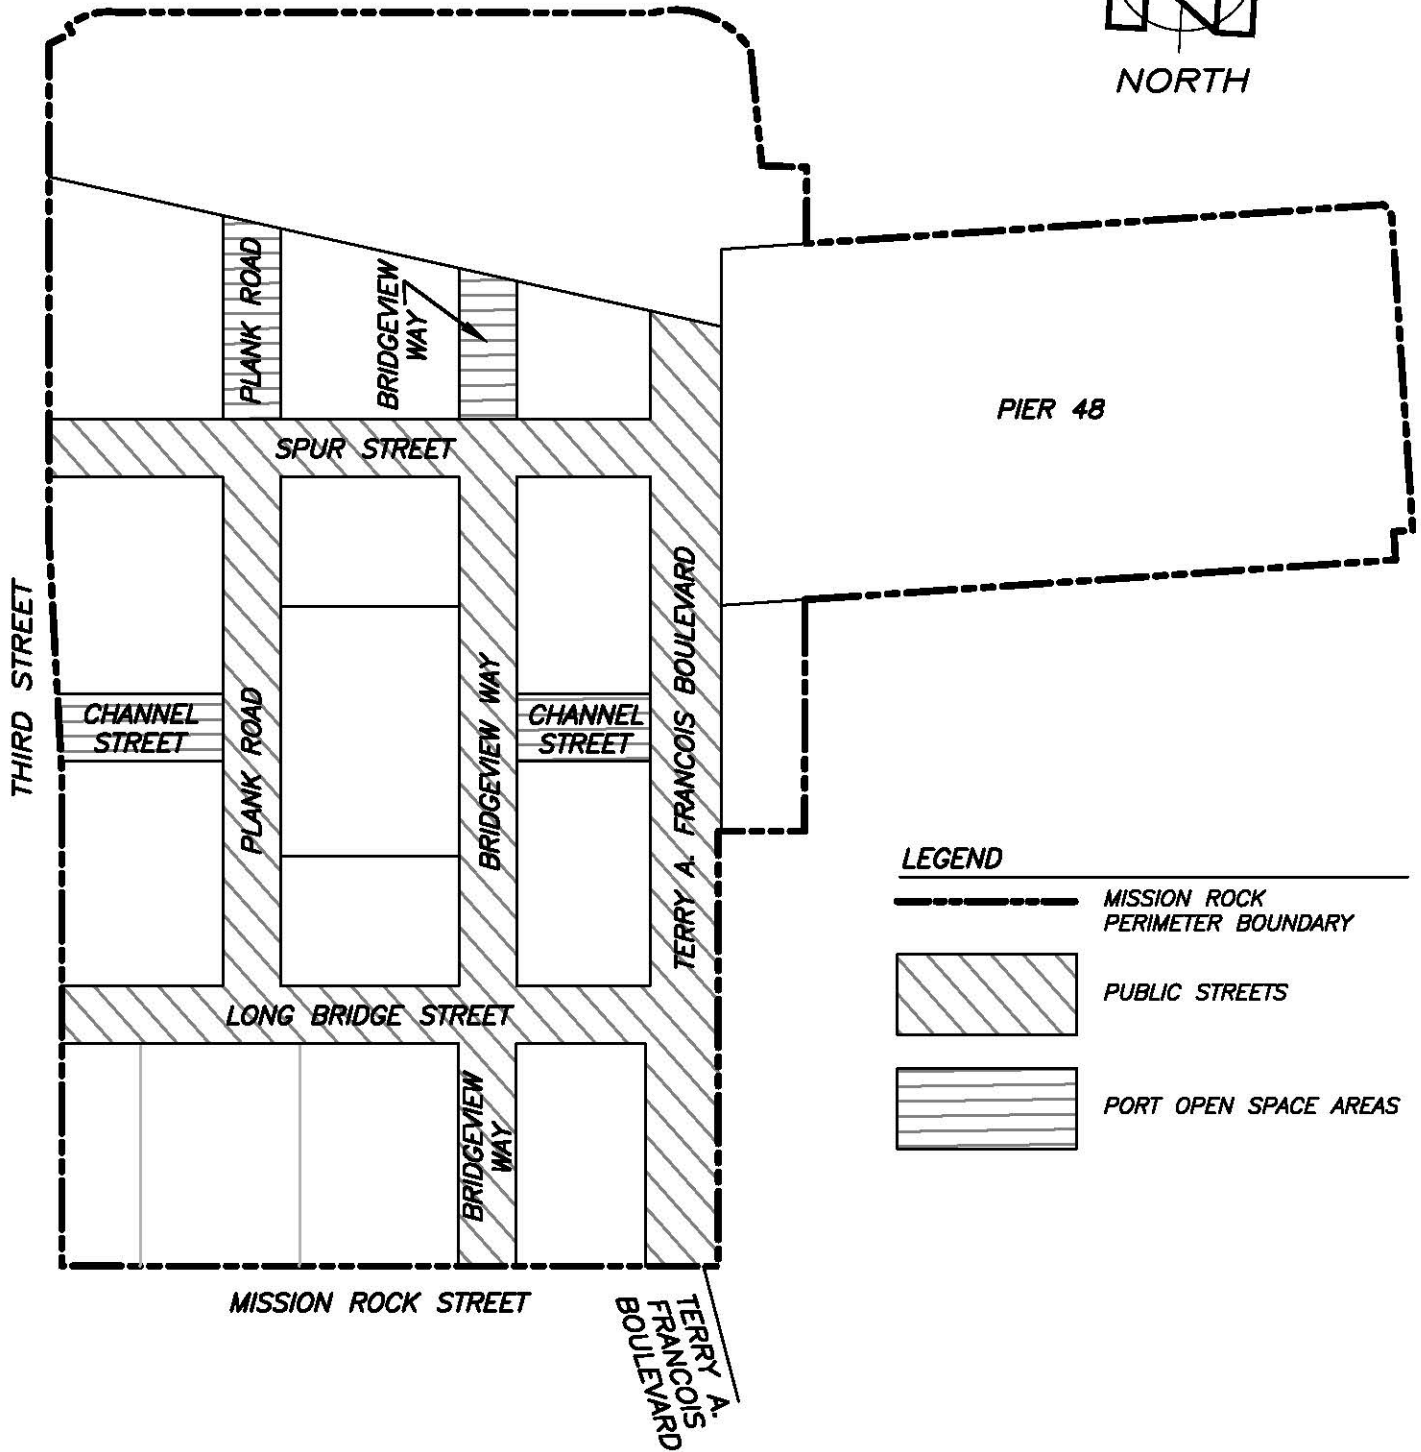 NORTH
PLANK ROAD
BRIDGEVIEW
WAY
PIER 48
SPUR STREET
THIRD STREET
CHANNEL
STREET
PLANK ROAD
BRIDGEVIEW WAY
CHANNEL
STREET
TERRY A. FRANCOIS BOULEVARD
LEGEND
MISSION ROCK
PERIMETER BOUNDARY
PUBLIC STREETS
PORT OPEN SPACE AREAS
LONG BRIDGE STREET
BRIDGEVIEW
WAY
MISSION ROCK STREET
TERRY A.
FRANCOIS
BOULEVARD